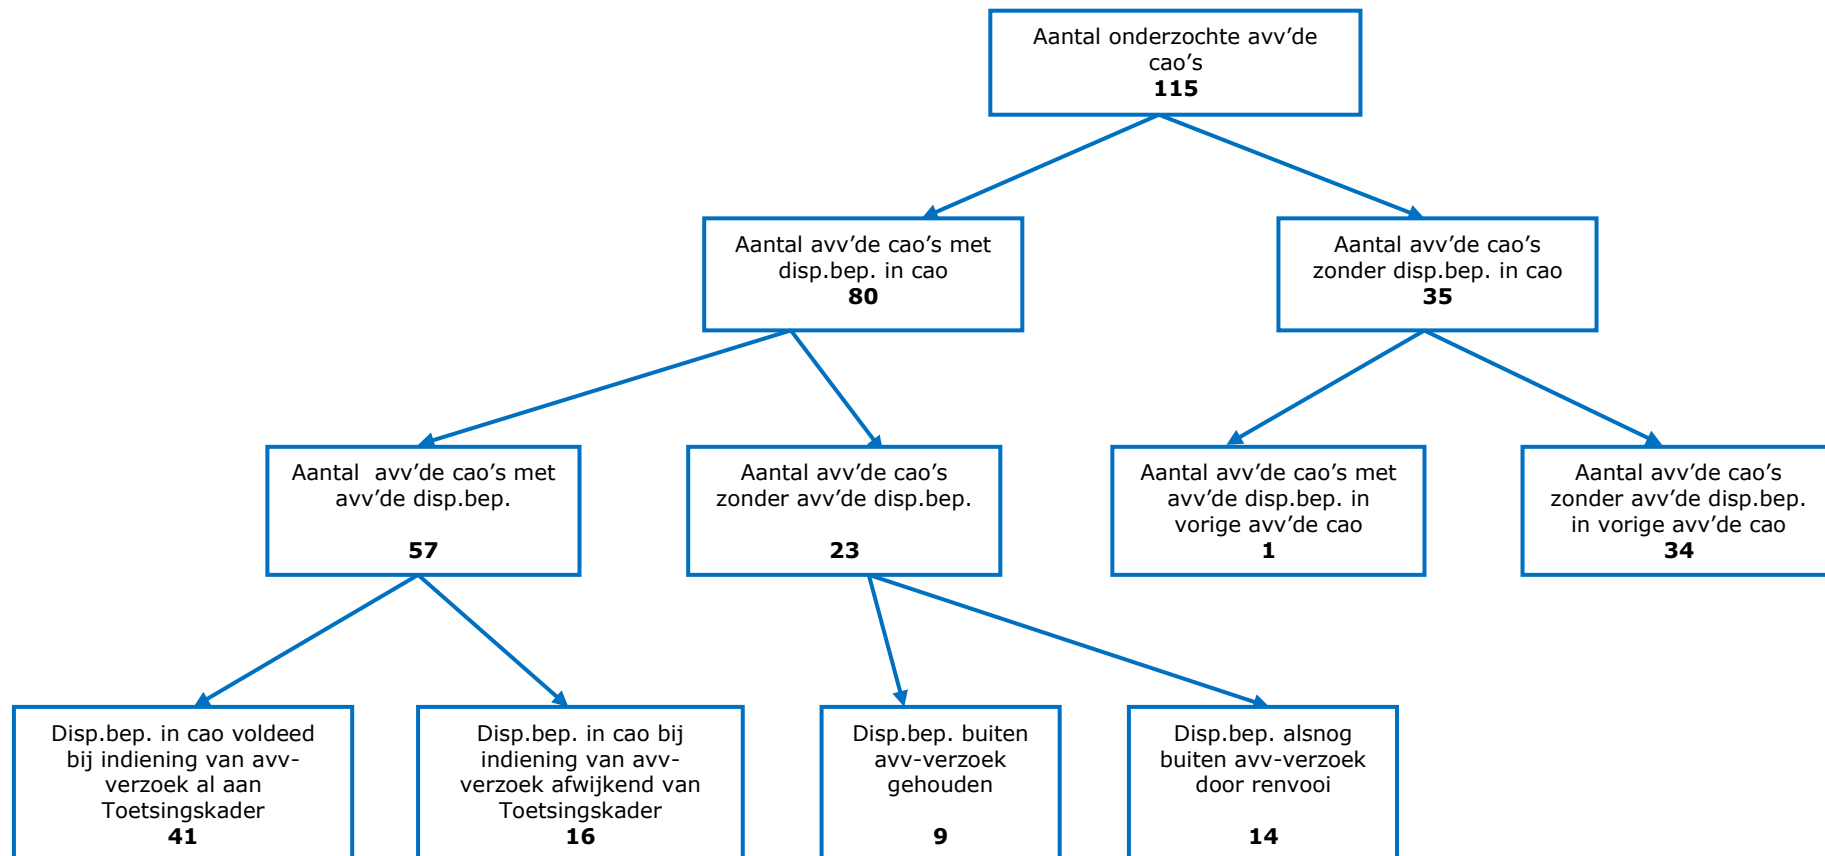 Aantal onderzochte avv’de
cao’s
115
Aantal avv’de cao’s met
disp.bep. in cao
80
Aantal avv’de cao’s
zonder disp.bep. in cao
35
Aantal  avv’de cao’s met
avv’de disp.bep.
57
Aantal avv’de cao’s
zonder avv’de disp.bep.
23
Aantal avv’de cao’s met
avv’de disp.bep. in
vorige avv’de cao
1
Aantal avv’de cao’s
zonder avv’de disp.bep.
in vorige avv’de cao
34
Disp.bep. in cao voldeed
bij indiening van avv-
verzoek al aan
Toetsingskader
41
Disp.bep. in cao bij
indiening van avv-
verzoek afwijkend van
Toetsingskader
16
Disp.bep. buiten
avv-verzoek
gehouden
9
Disp.bep. alsnog
buiten avv-verzoek
door renvooi
14